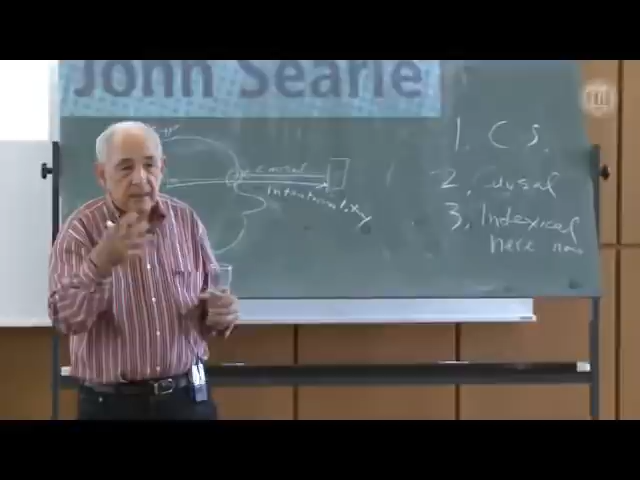 John Searle
causal
Intentionality
1. C S.
2. Causal
3. Indexical
here now